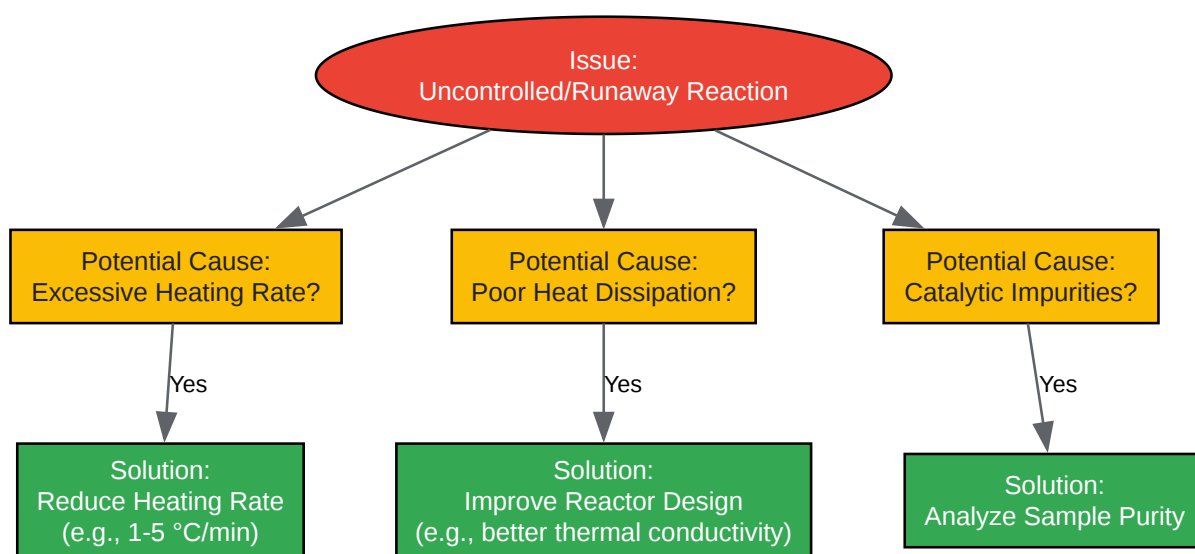 Issue:
Uncontrolled/Runaway Reaction
Potential Cause:
Excessive Heating Rate?
Potential Cause:
Poor Heat Dissipation?
Potential Cause:
Catalytic Impurities?
Yes
Yes
Yes
Solution:
Reduce Heating Rate
(e.g., 1-5 °C/min)
Solution:
Improve Reactor Design
(e.g., better thermal conductivity)
Solution:
Analyze Sample Purity